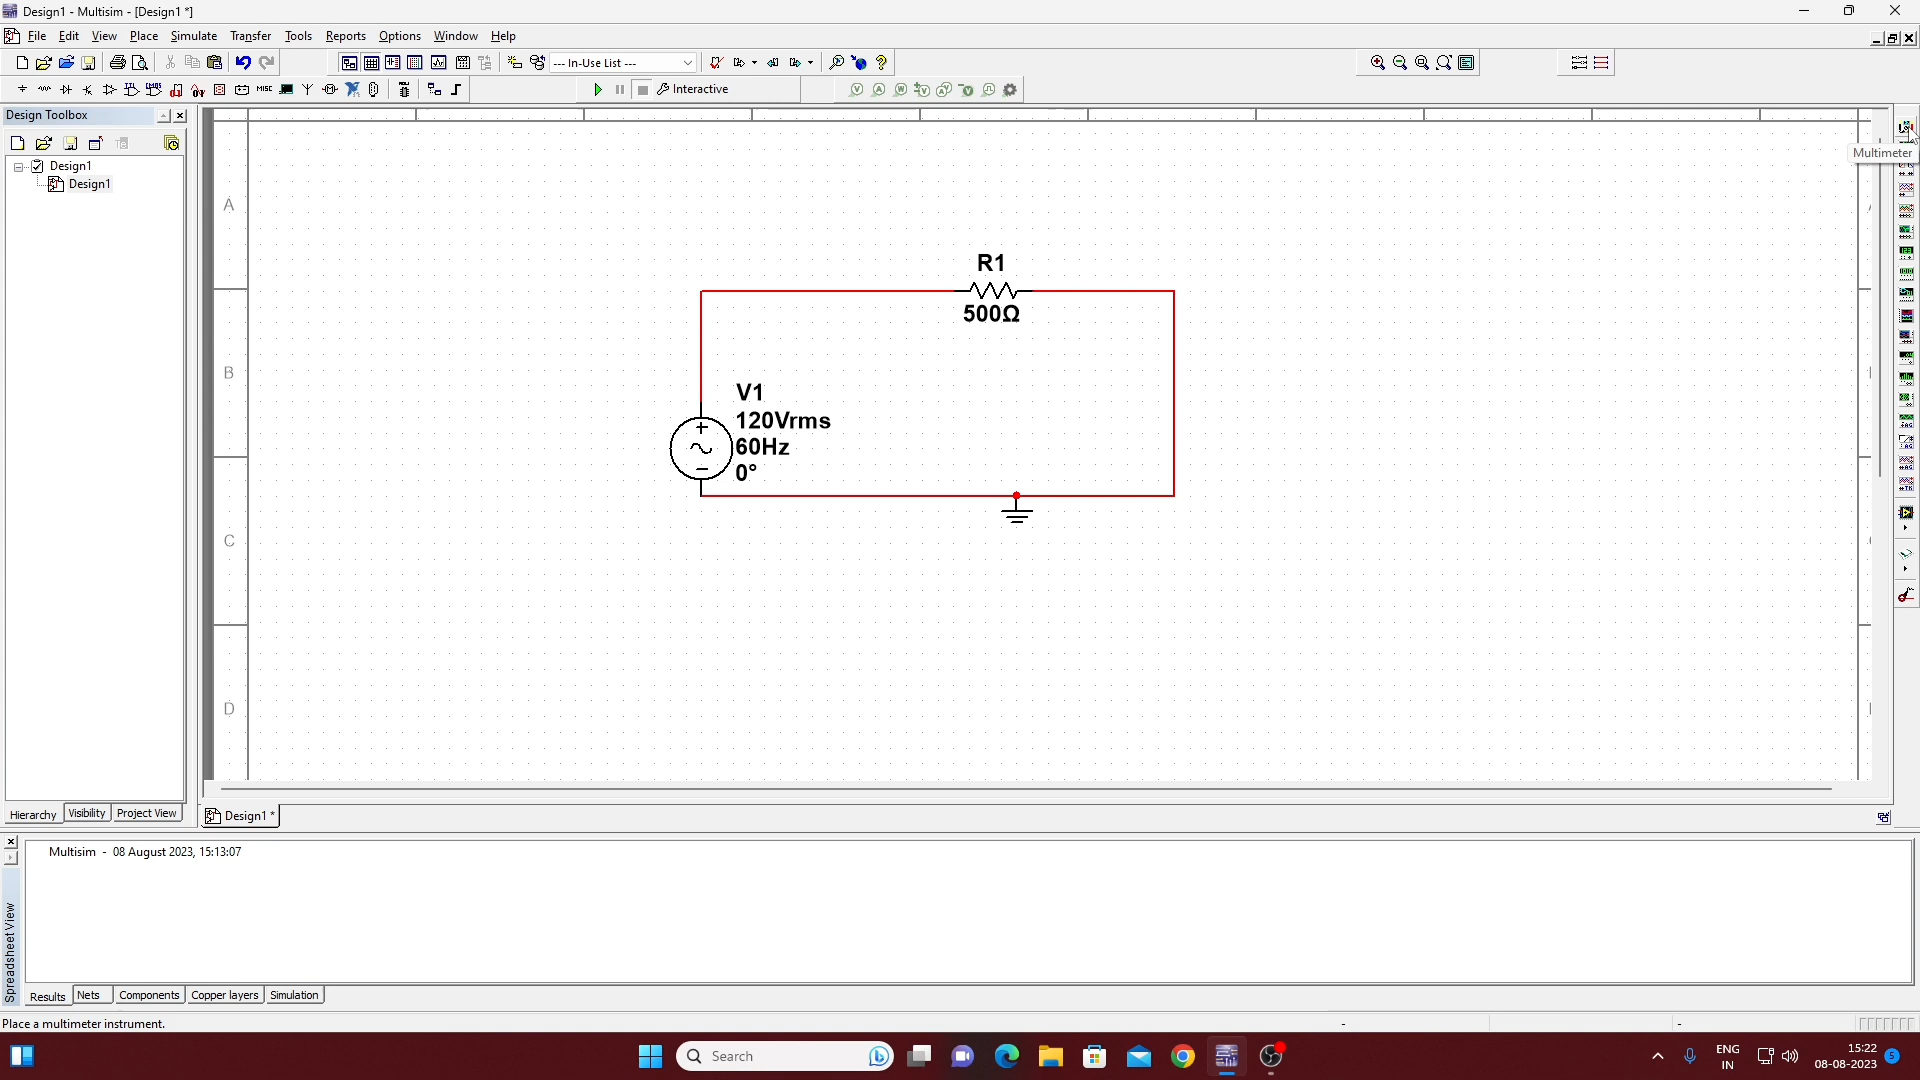 Design1 - Multisim - [Design1 *]
File Edit View Place Simulate Transfer Tools Reports Options Window Help
--- In-Use List ---
MISC
Interactive
Design Toolbox
Multimeter
Design1
Design1
A
R1
500Ω
B
V1
120Vrms
60Hz
0°
C
D
Hierarchy Visibility Project View
Design1 *
Multisim - 08 August 2023, 15:13:07
Spreadsheet View
Results Nets Components Copper layers Simulation
Place a multimeter instrument.
- -
Search
ENG
IN
15:22
08-08-2023
5